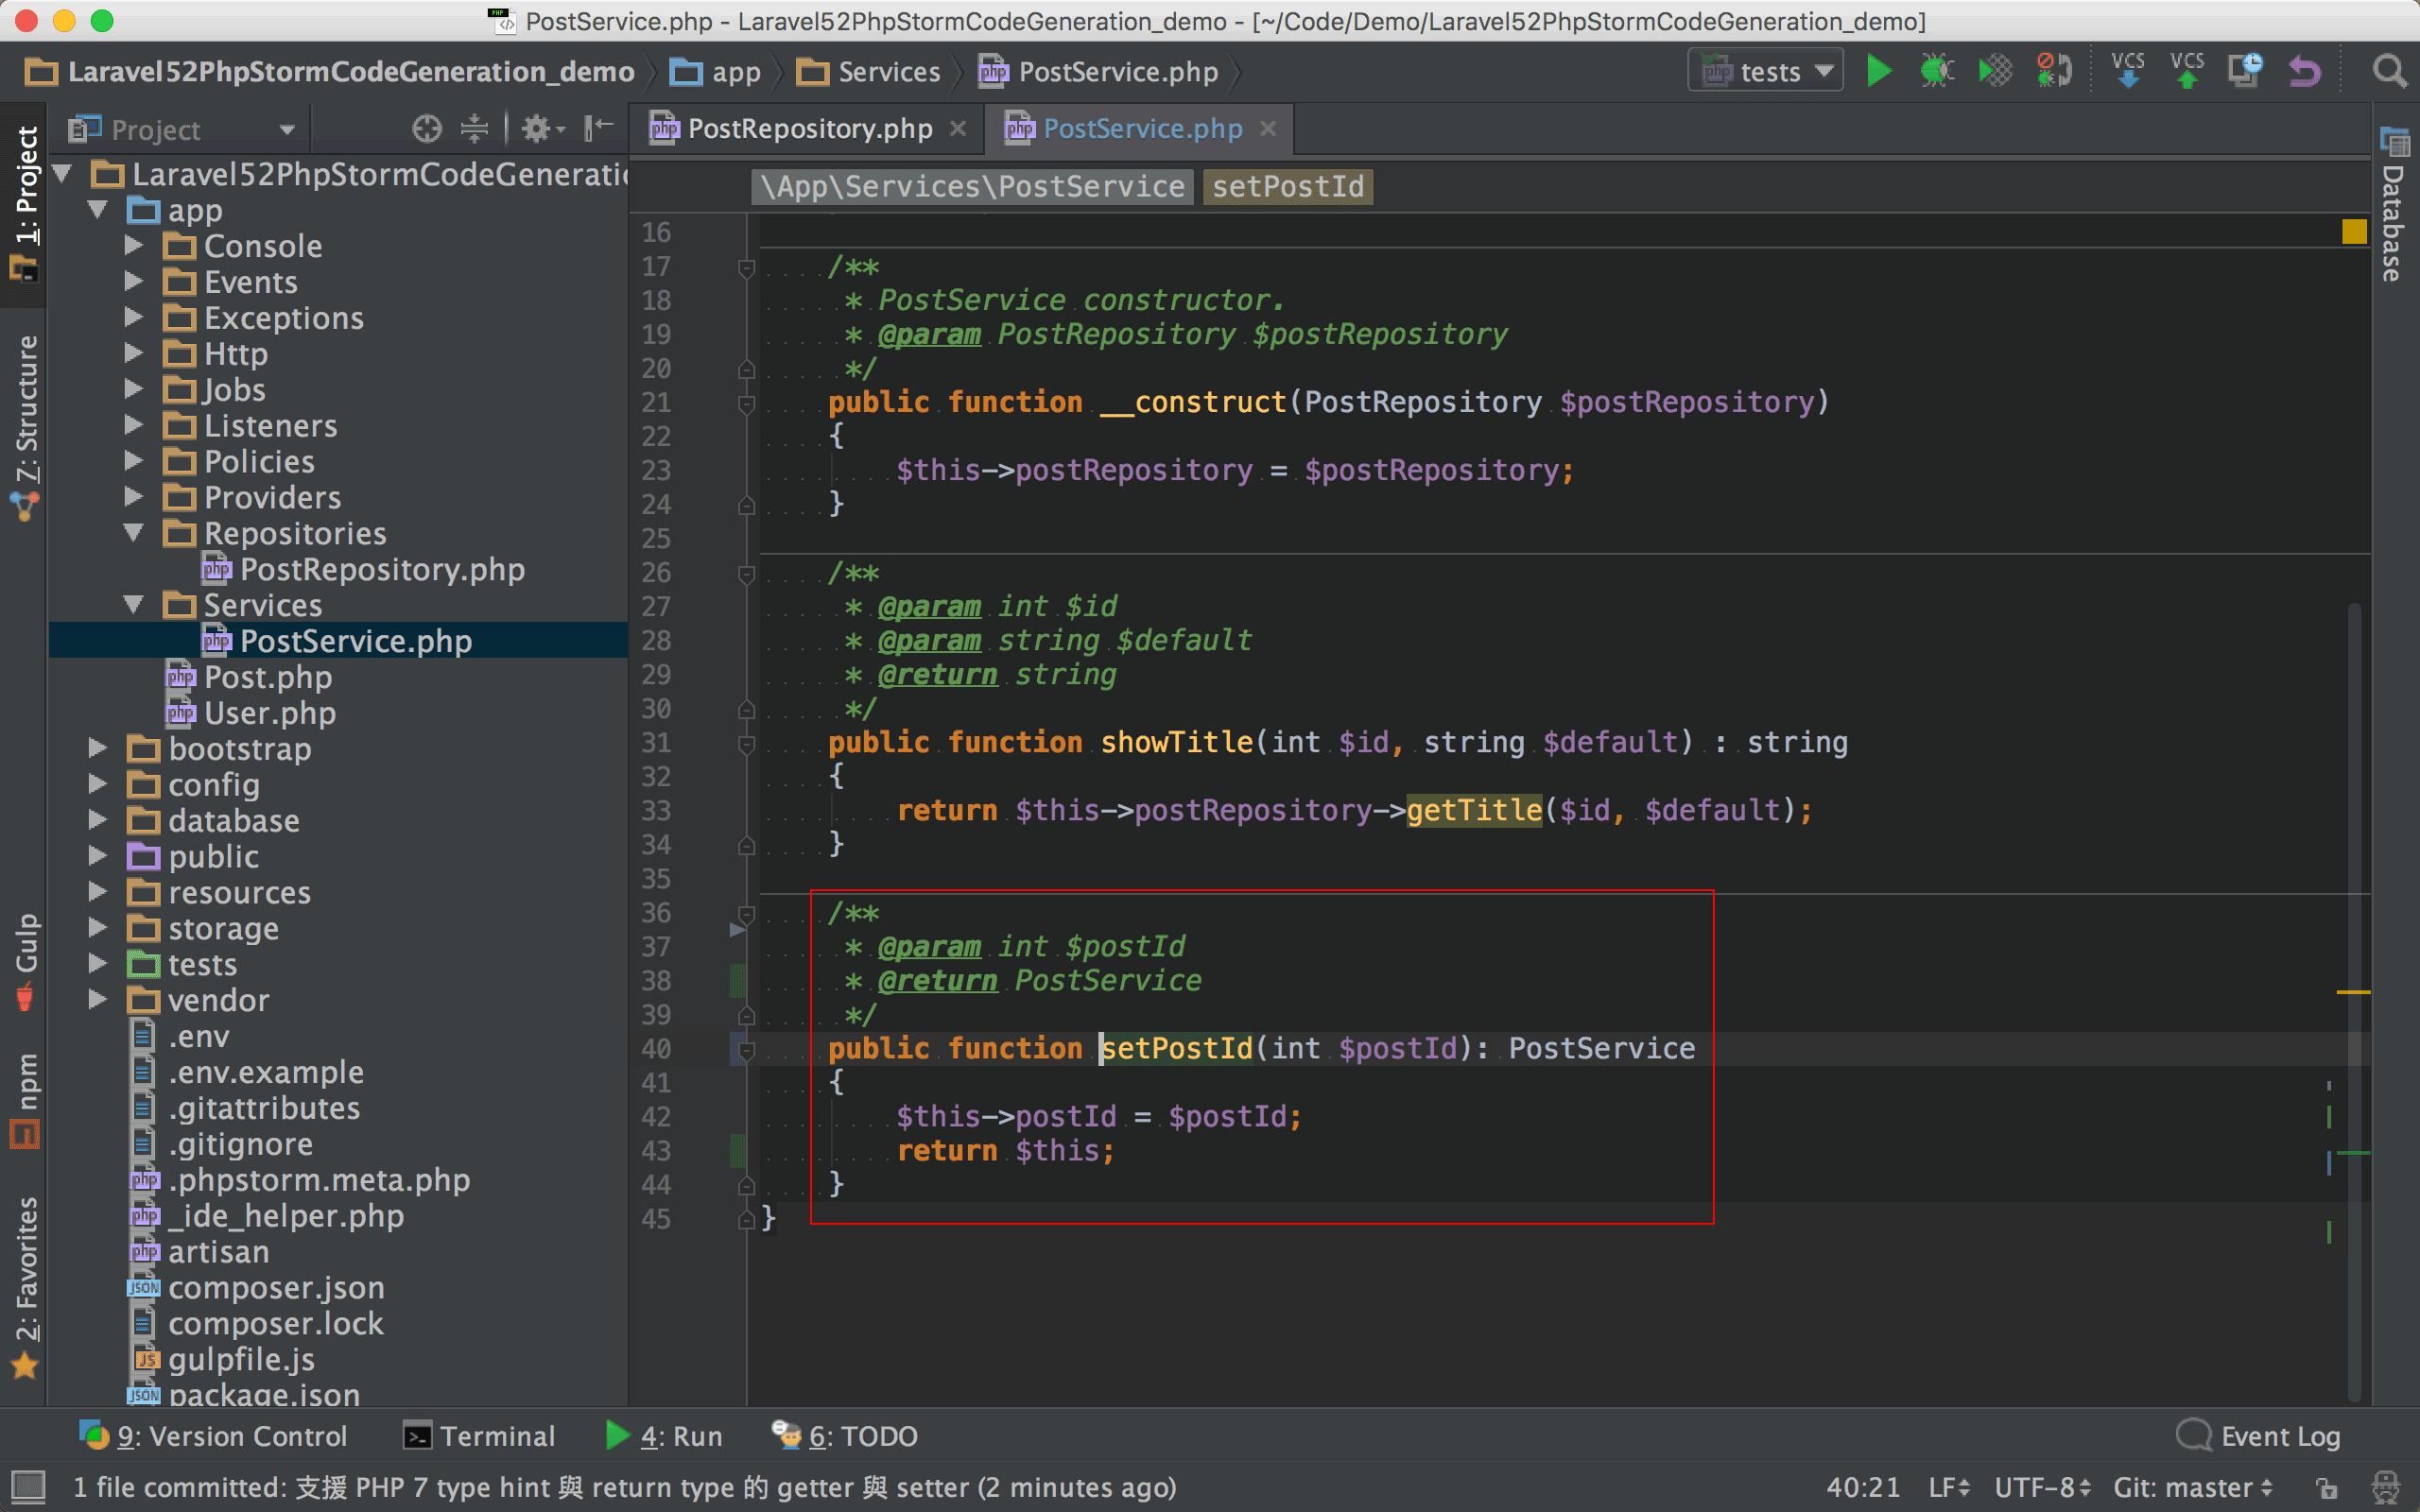 PostService.php - Laravel52PhpStormCodeGeneration_demo - [~/Code/Demo/Laravel52PhpStormCodeGeneration_demo]
Laravel52PhpStormCodeGeneration_demo app Services PostService.php tests VCS VCS
1: Project
Z: Structure
Gulp
npm
2: Favorites
Project
Laravel52PhpStormCodeGeneratio
app
Console
Events
Exceptions
Http
Jobs
Listeners
Policies
Providers
Repositories
PostRepository.php
Services
PostService.php
Post.php
User.php
bootstrap
config
database
public
resources
storage
tests
vendor
.env
.env.example
.gitattributes
.gitignore
.phpstorm.meta.php
_ide_helper.php
artisan
composer.json
composer.lock
gulpfile.js
package.json
PostRepository.php PostService.php
\App\Services\PostService setPostId
16
17 /**
18 * PostService constructor.
19 * @param PostRepository $postRepository
20 */
21 public function __construct(PostRepository $postRepository)
22 {
23 $this->postRepository = $postRepository;
24 }
25
26 /**
27 * @param int $id
28 * @param string $default
29 * @return string
30 */
31 public function showTitle(int $id, string $default) : string
32 {
33 return $this->postRepository->getTitle($id, $default);
34 }
35
36 /**
37 * @param int $postId
38 * @return PostService
39 */
40 public function setPostId(int $postId): PostService
41 {
42 $this->postId = $postId;
43 return $this;
44 }
45 }
Database
9: Version Control Terminal 4: Run 6: TODO Event Log
1 file committed: 支援 PHP 7 type hint 與 return type 的 getter 與 setter (2 minutes ago) 40:21 LF UTF-8 Git: master